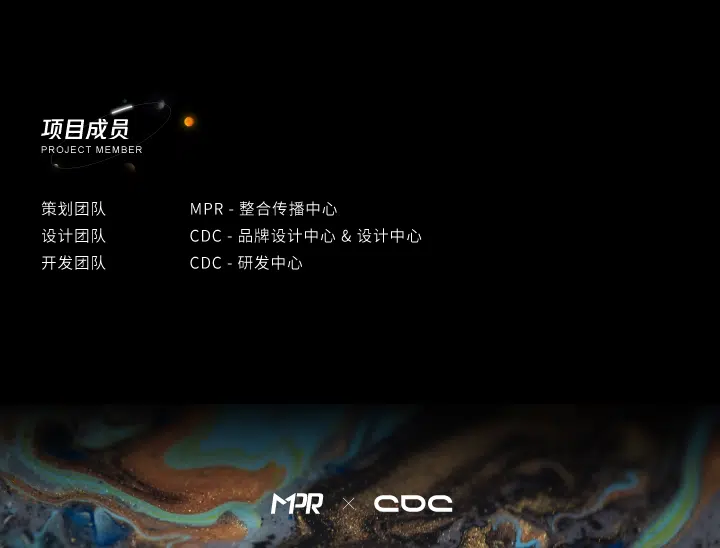 项目成员
PROJECT MEMBER
策划团队 MPR - 整合传播中心
设计团队 CDC - 品牌设计中心 & 设计中心
开发团队 CDC - 研发中心
MPR × CDC